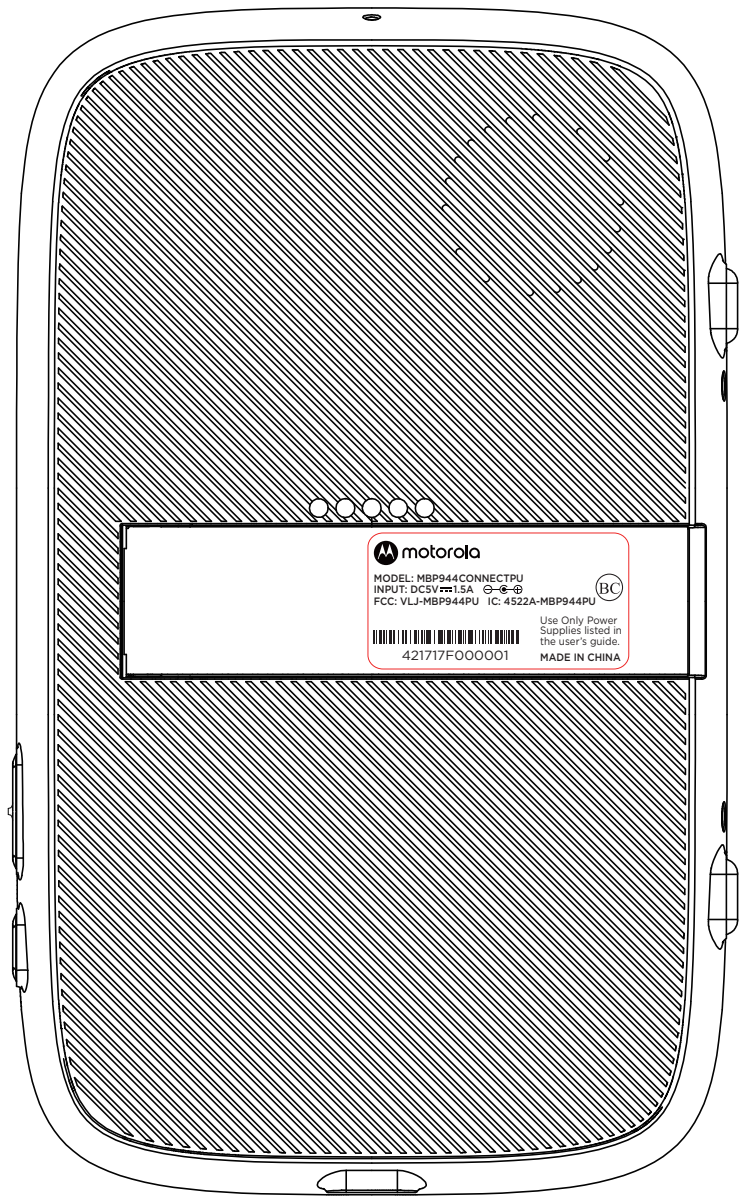 motorola
MODEL: MBP944CONNECTPU
INPUT: DC5V⎓1.5A
FCC: VLJ-MBP944PU IC: 4522A-MBP944PU
BC
Use Only Power
Supplies listed in
the user's guide.
421717F000001
MADE IN CHINA